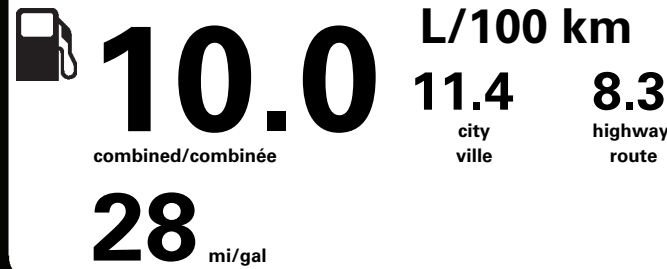 10.0
combined/combinée
L/100 km
11.4 8.3
city highway
ville route
28 mi/gal